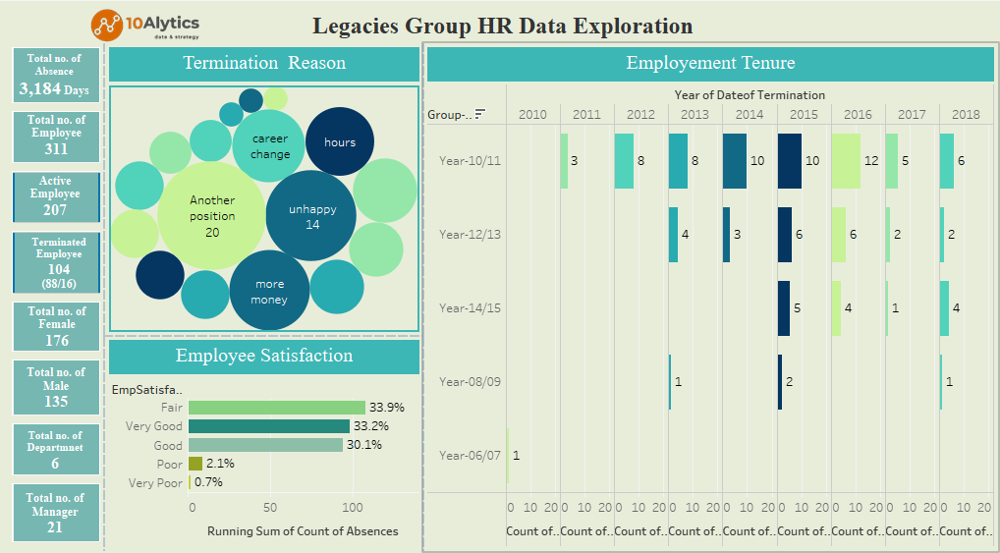 10Alytics
data & strategy
Legacies Group HR Data Exploration
Total no. of
Absence
3,184 Days
Total no. of
Employee
311
Active
Employee
207
Terminated
Employee
104
(88/16)
Total no. of
Female
176
Total no. of
Male
135
Total no. of
Departmnet
6
Total no. of
Manager
21
Termination Reason
career
change
hours
Another
position
20
unhappy
14
more
money
Employee Satisfaction
EmpSatisfa..
Fair 33.9%
Very Good 33.2%
Good 30.1%
Poor 2.1%
Very Poor 0.7%
0 50 100
Running Sum of Count of Absences
Employement Tenure
Year of Dateof Termination
Group-.. 2010 2011 2012 2013 2014 2015 2016 2017 2018
Year-10/11 3 8 8 10 10 12 5 6
Year-12/13 4 3 6 6 2 2
Year-14/15 5 4 1 4
Year-08/09 1 2 1
Year-06/07 1
0 10 20 0 10 20 0 10 20 0 10 20 0 10 20 0 10 20 0 10 20 0 10 20 0 10 20
Count of.. Count of.. Count of.. Count of.. Count of.. Count of.. Count of.. Count of.. Count of..